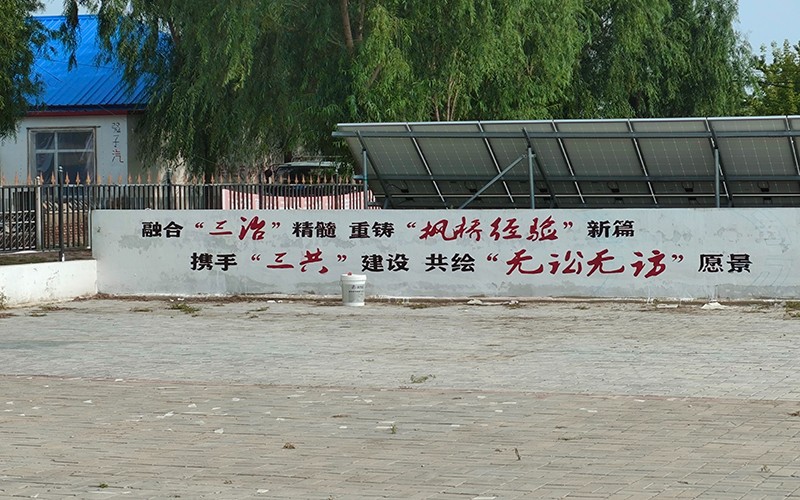 融合“三治”精髓 重铸“枫桥经验”新篇
携手“三共”建设 共绘“无讼无访”愿景